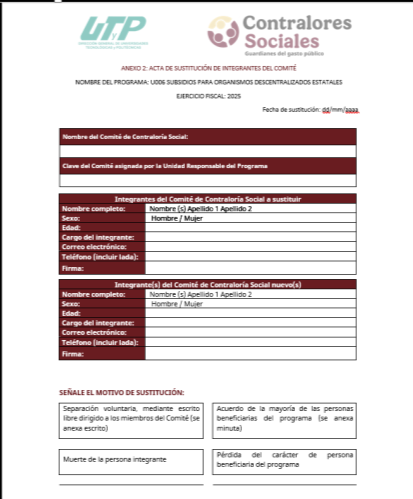 UTyP
DIRECCIÓN GENERAL DE UNIVERSIDADES
TECNOLÓGICAS Y POLITÉCNICAS
Contralores
Sociales
Guardianes del gasto público
ANEXO 2: ACTA DE SUSTITUCIÓN DE INTEGRANTES DEL COMITÉ
NOMBRE DEL PROGRAMA: U006 SUBSIDIOS PARA ORGANISMOS DESCENTRALIZADOS ESTATALES
EJERCICIO FISCAL: 2025
Fecha de sustitución: dd/mm/aaaa
Nombre del Comité de Contraloría Social:
Clave del Comité asignada por la Unidad Responsable del Programa
Integrantes del Comité de Contraloría Social a sustituir
Nombre completo: Nombre (s) Apellido 1 Apellido 2
Sexo: Hombre / Mujer
Edad:
Cargo del integrante:
Correo electrónico:
Teléfono (incluir lada):
Firma:
Integrante(s) del Comité de Contraloría Social nuevo(s)
Nombre completo: Nombre (s) Apellido 1 Apellido 2
Sexo: Hombre / Mujer
Edad:
Cargo del integrante:
Correo electrónico:
Teléfono (incluir lada):
Firma:
SEÑALE EL MOTIVO DE SUSTITUCIÓN:
Separación voluntaria, mediante escrito
libre dirigido a los miembros del Comité (se
anexa escrito)
Acuerdo de la mayoría de las personas
beneficiarias del programa (se anexa
minuta)
Muerte de la persona integrante
Pérdida del carácter de persona
beneficiaria del programa